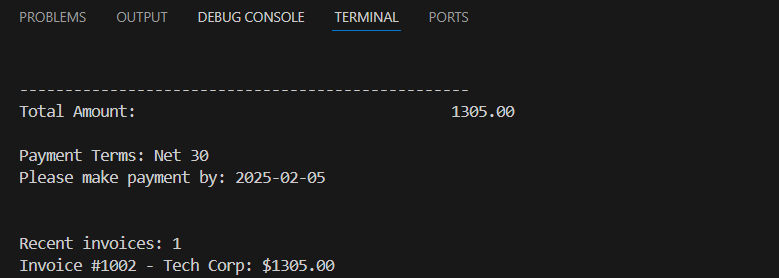 PROBLEMS OUTPUT DEBUG CONSOLE TERMINAL PORTS
--------------------------------------------------
Total Amount: 1305.00
Payment Terms: Net 30
Please make payment by: 2025-02-05
Recent invoices: 1
Invoice #1002 - Tech Corp: $1305.00